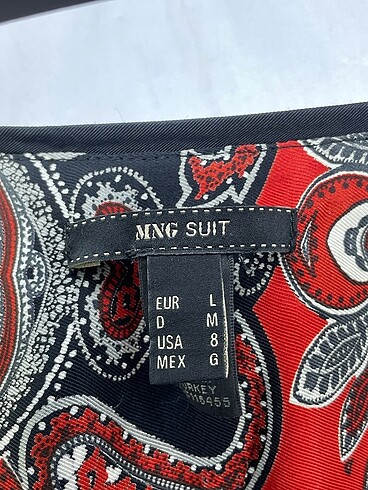 MNG SUIT
EUR L
D M
USA 8
MEX G